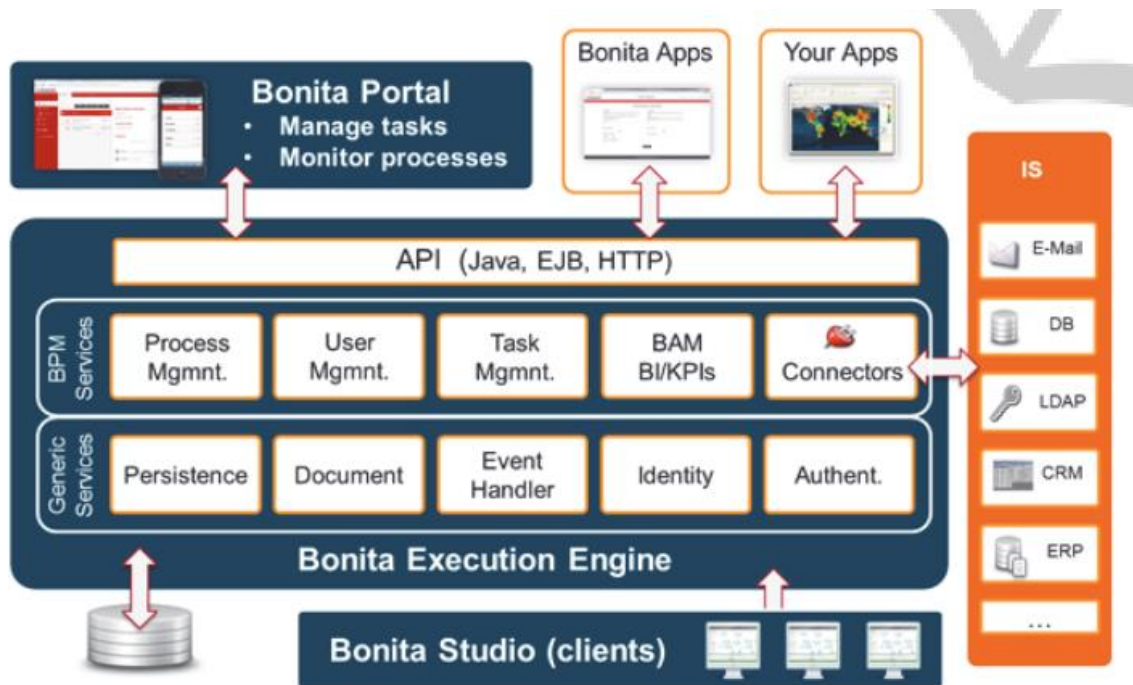 Bonita Portal
• Manage tasks
• Monitor processes
Bonita Apps
Your Apps
API (Java, EJB, HTTP)
BPM
Services
Process
Mgmnt.
User
Mgmnt.
Task
Mgmnt.
BAM
BI/KPIs
Connectors
Generic
Services
Persistence
Document
Event
Handler
Identity
Authent.
Bonita Execution Engine
Bonita Studio (clients)
IS
E-Mail
DB
LDAP
CRM
ERP
...